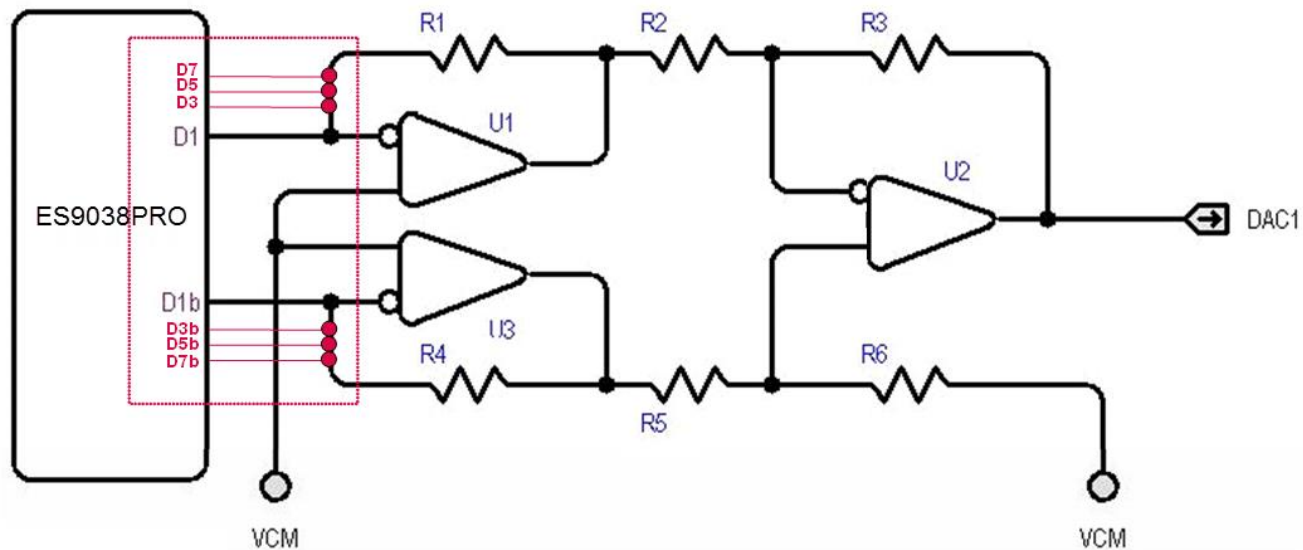 R1
R2
R3
D7
D5
D3
D1
U1
U2
ES9038PRO
DAC1
D1b
D3b
D5b
D7b
U3
R4
R5
R6
VCM
VCM